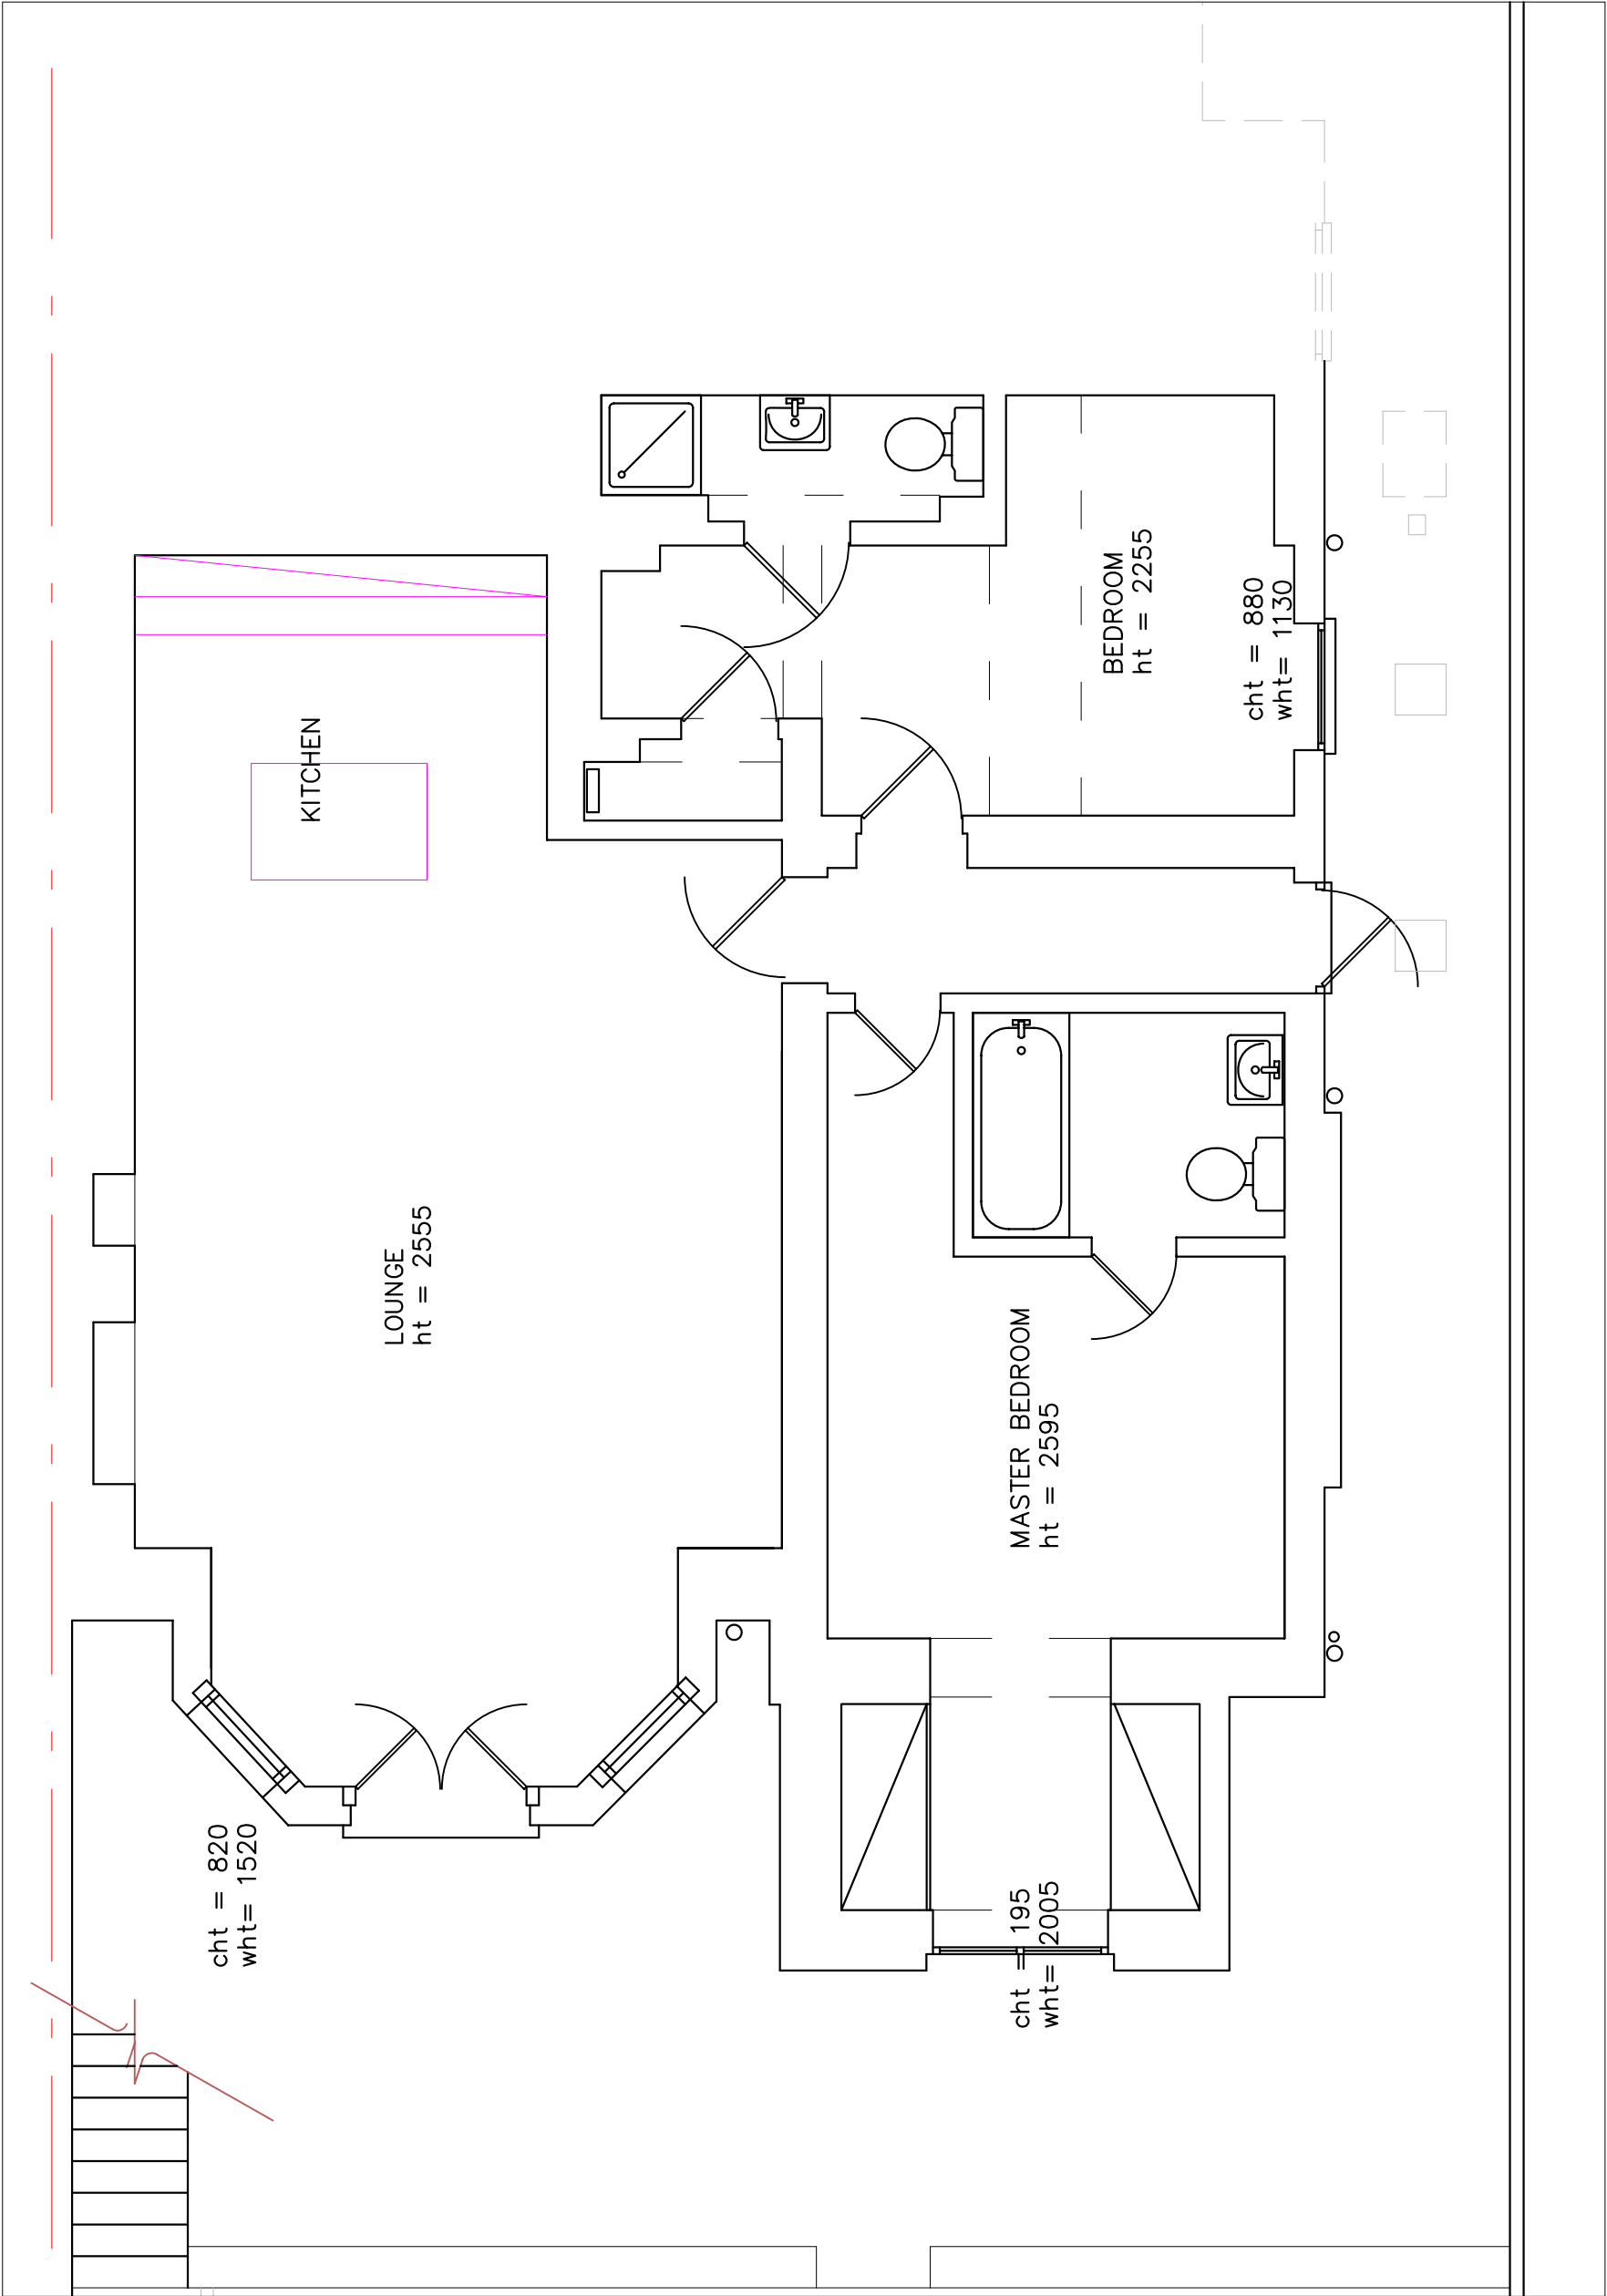 KITCHEN
LOUNGE
ht = 2555
BEDROOM
ht = 2255
cht = 880
wht= 1130
MASTER BEDROOM
ht = 2595
cht = 820
wht= 1520
cht = 195
wht= 2005